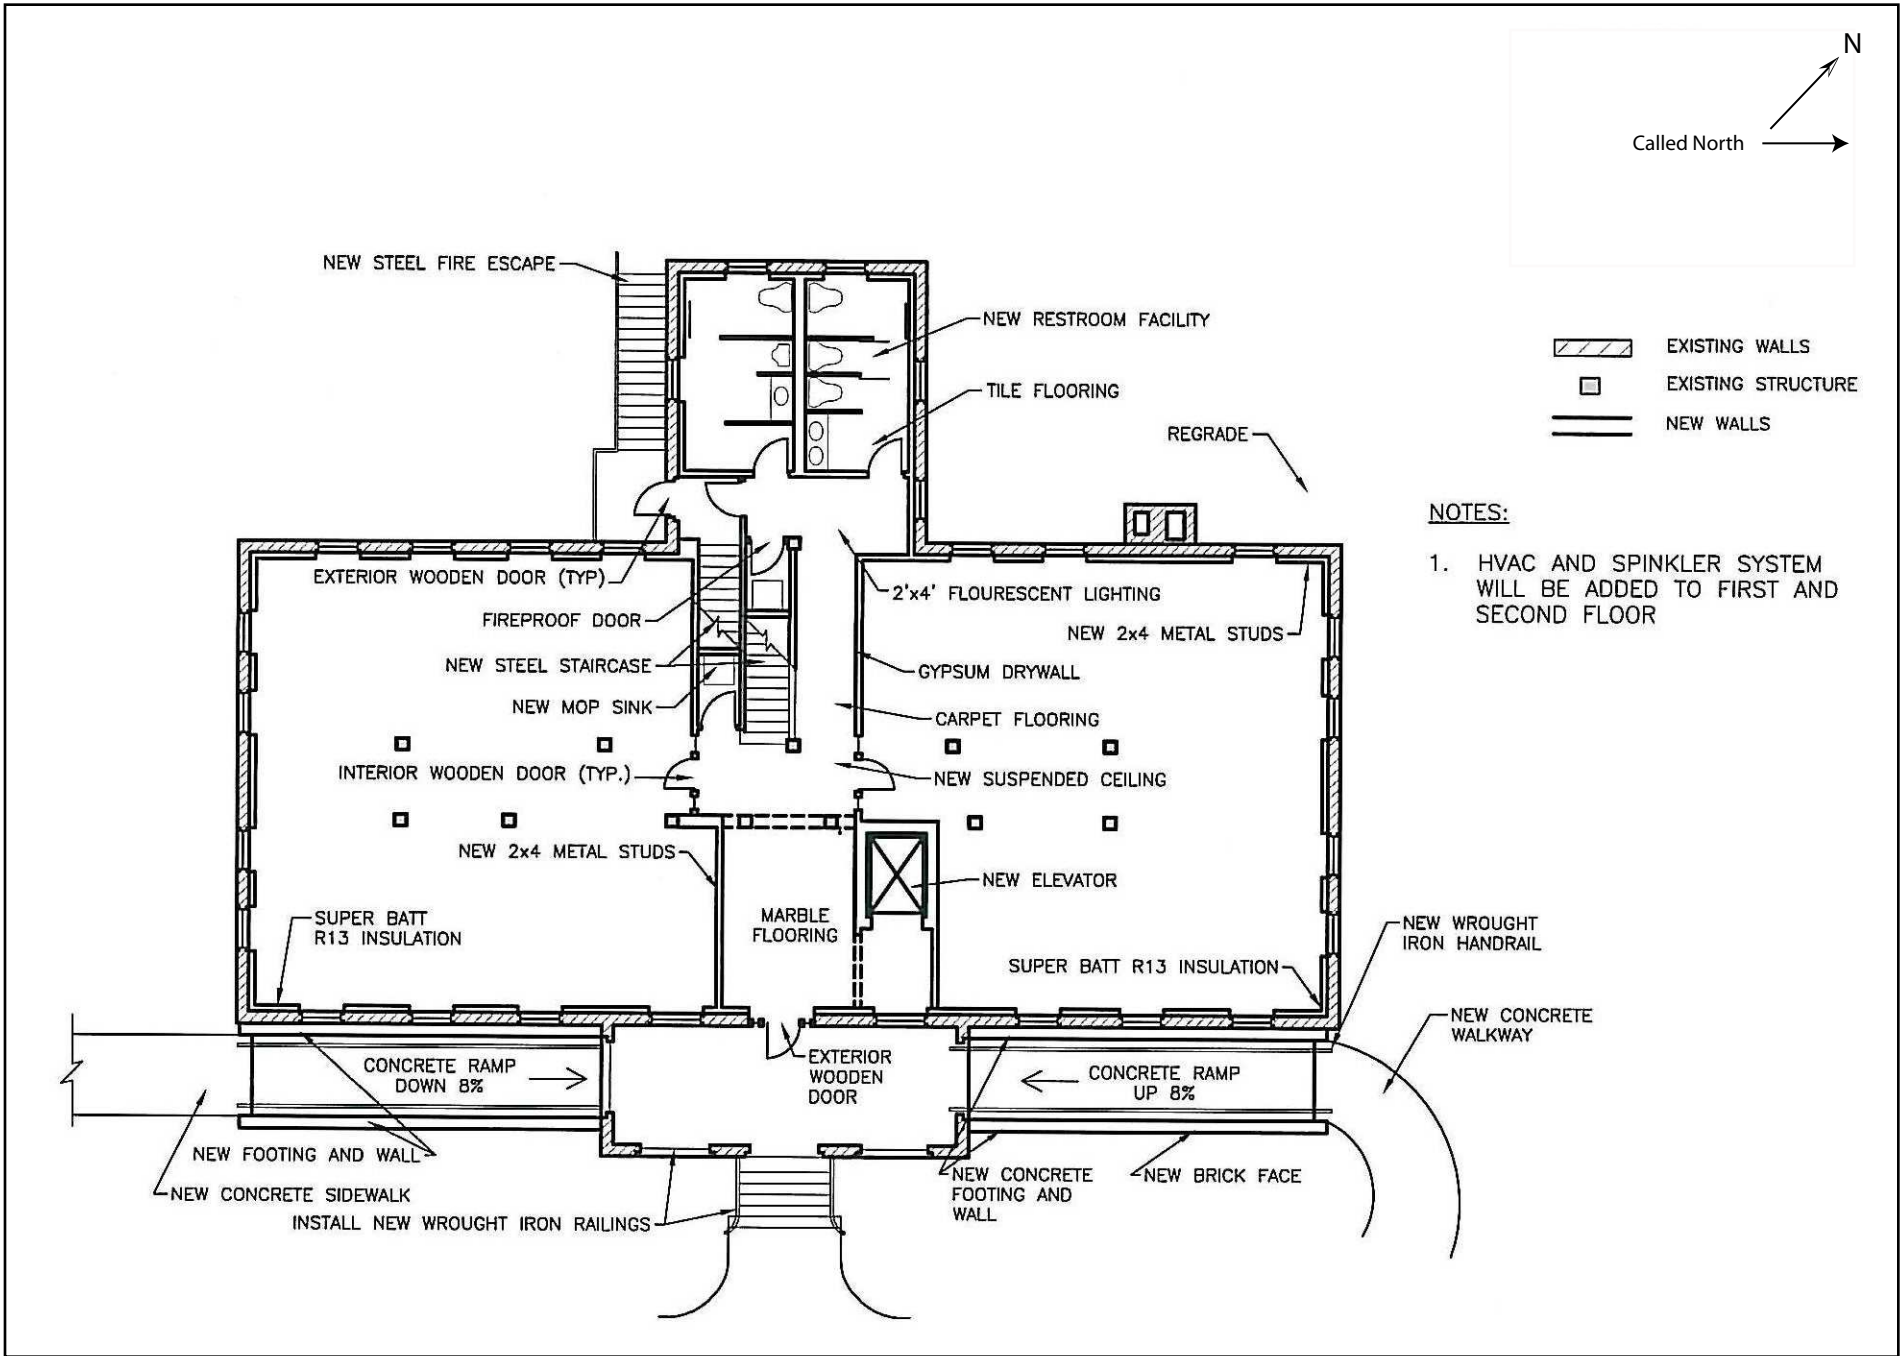 N
Called North
NEW STEEL FIRE ESCAPE
NEW RESTROOM FACILITY
TILE FLOORING
EXISTING WALLS
EXISTING STRUCTURE
NEW WALLS
REGRADE
NOTES:
1. HVAC AND SPINKLER SYSTEM
WILL BE ADDED TO FIRST AND
SECOND FLOOR
EXTERIOR WOODEN DOOR (TYP)
2'x4' FLOURESCENT LIGHTING
FIREPROOF DOOR
NEW 2x4 METAL STUDS
NEW STEEL STAIRCASE
GYPSUM DRYWALL
NEW MOP SINK
CARPET FLOORING
INTERIOR WOODEN DOOR (TYP.)
NEW SUSPENDED CEILING
NEW 2x4 METAL STUDS
NEW ELEVATOR
MARBLE
FLOORING
SUPER BATT
R13 INSULATION
SUPER BATT R13 INSULATION
NEW WROUGHT
IRON HANDRAIL
NEW CONCRETE
WALKWAY
CONCRETE RAMP
DOWN 8%
EXTERIOR
WOODEN
DOOR
CONCRETE RAMP
UP 8%
NEW FOOTING AND WALL
NEW CONCRETE SIDEWALK
INSTALL NEW WROUGHT IRON RAILINGS
NEW CONCRETE
FOOTING AND
WALL
NEW BRICK FACE